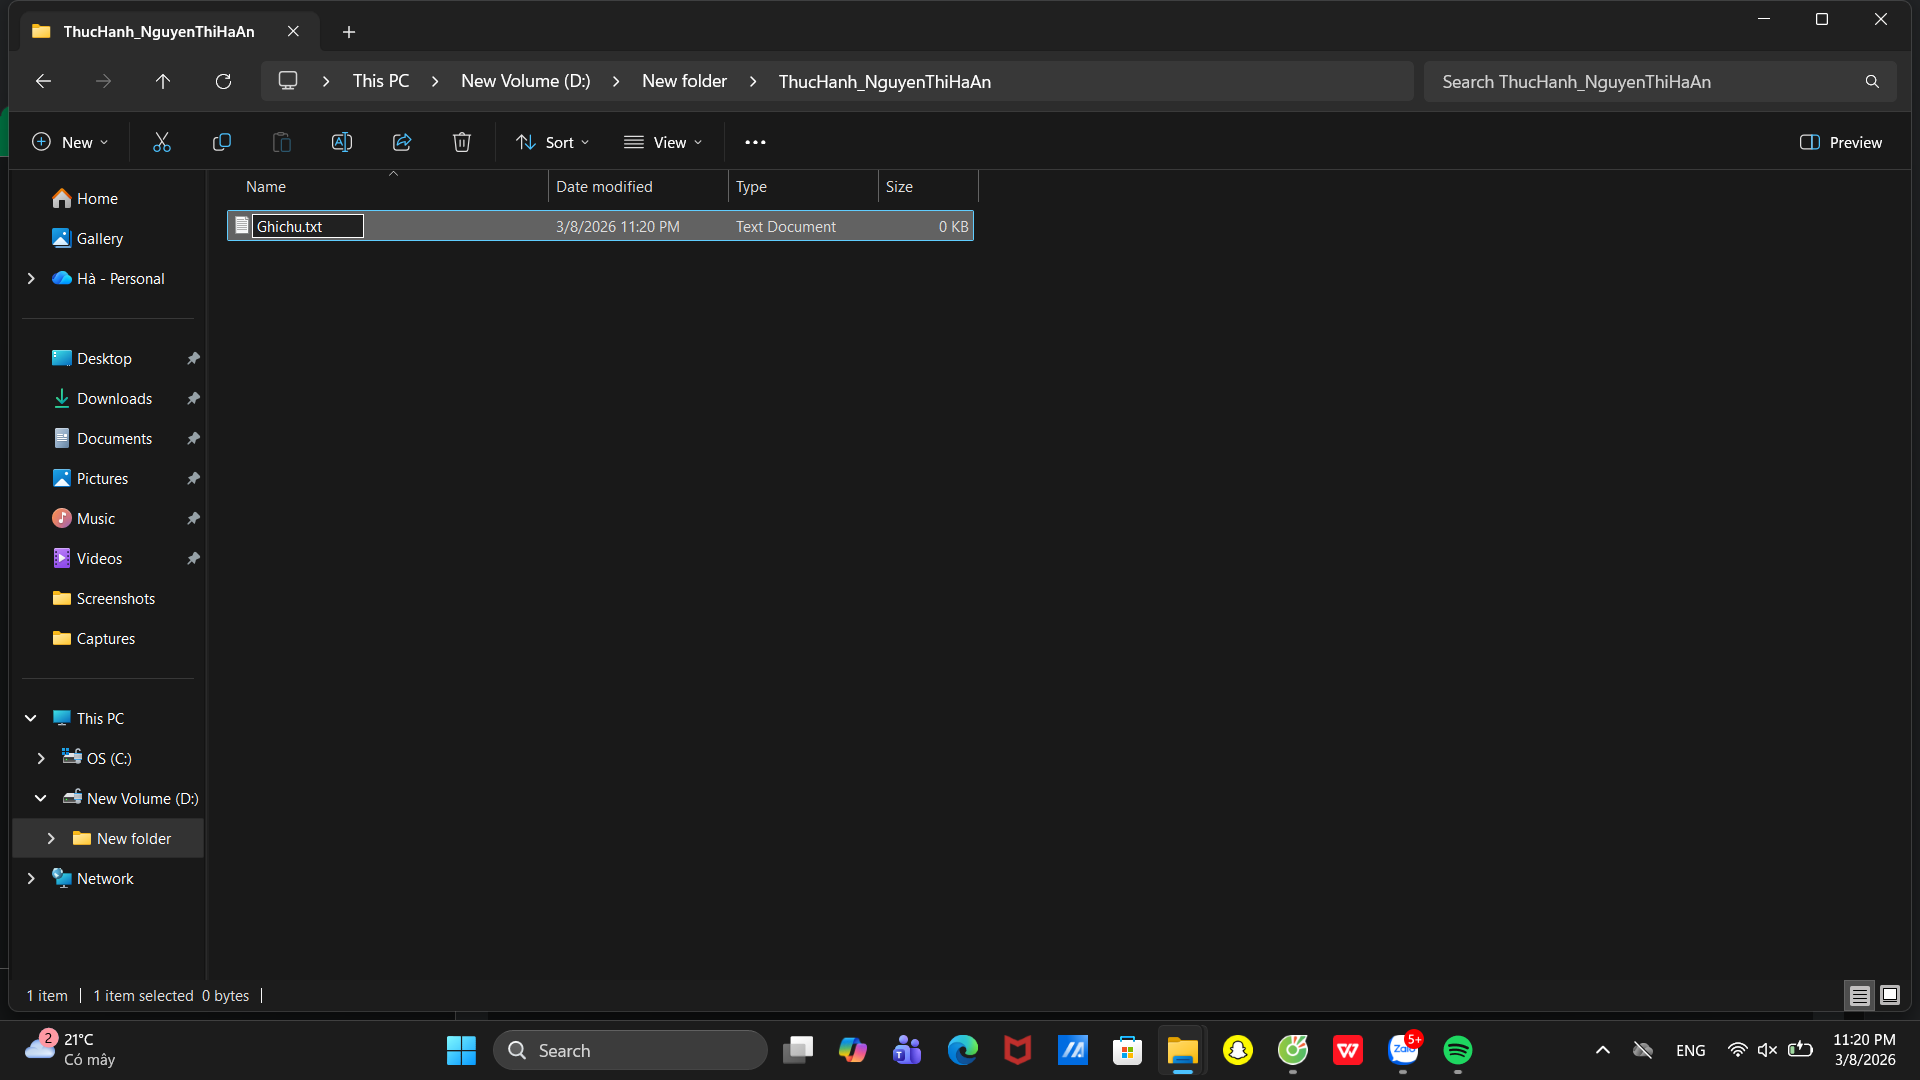 ThucHanh_NguyenThiHaAn
This PC
New Volume (D:)
New folder
ThucHanh_NguyenThiHaAn
Search ThucHanh_NguyenThiHaAn
New
Sort
View
Preview
Name
Date modified
Type
Size
Ghichu.txt
3/8/2026 11:20 PM
Text Document
0 KB
Home
Gallery
Hà - Personal
Desktop
Downloads
Documents
Pictures
Music
Videos
Screenshots
Captures
This PC
OS (C:)
New Volume (D:)
New folder
Network
1 item
1 item selected 0 bytes
2
21°C
Có mây
Search
Zalo
5+
ENG
11:20 PM
3/8/2026